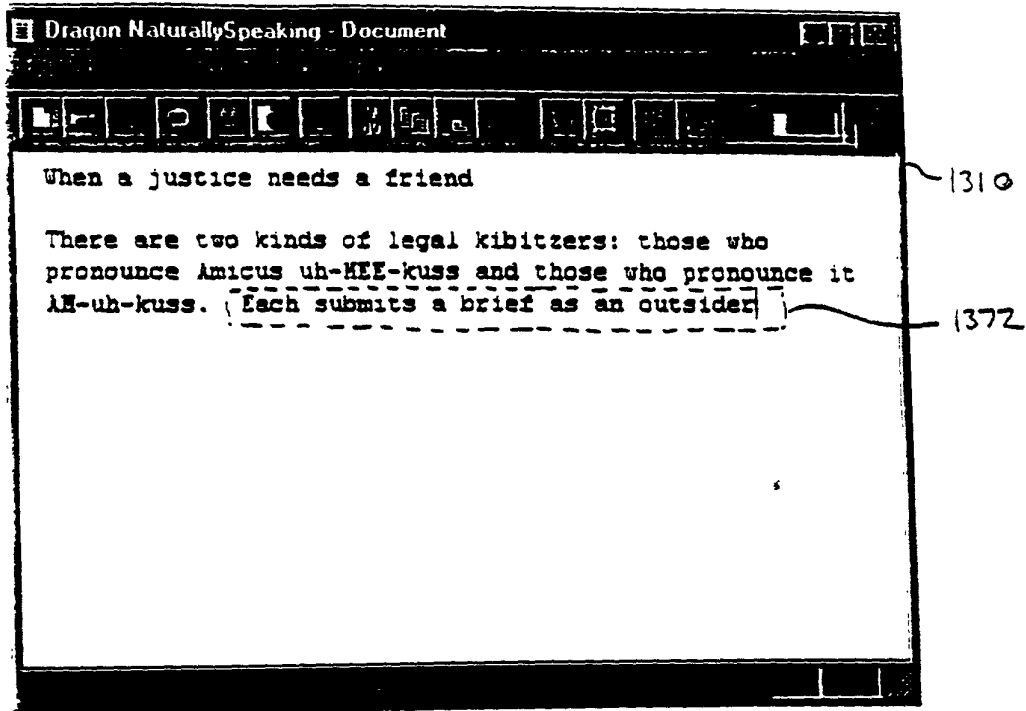 Dragon NaturallySpeaking - Document
When a justice needs a friend
1310
There are two kinds of legal kibitzers: those who
pronounce Amicus uh-MEE-kuss and those who pronounce it
AM-uh-kuss. Each submits a brief as an outsider
1372